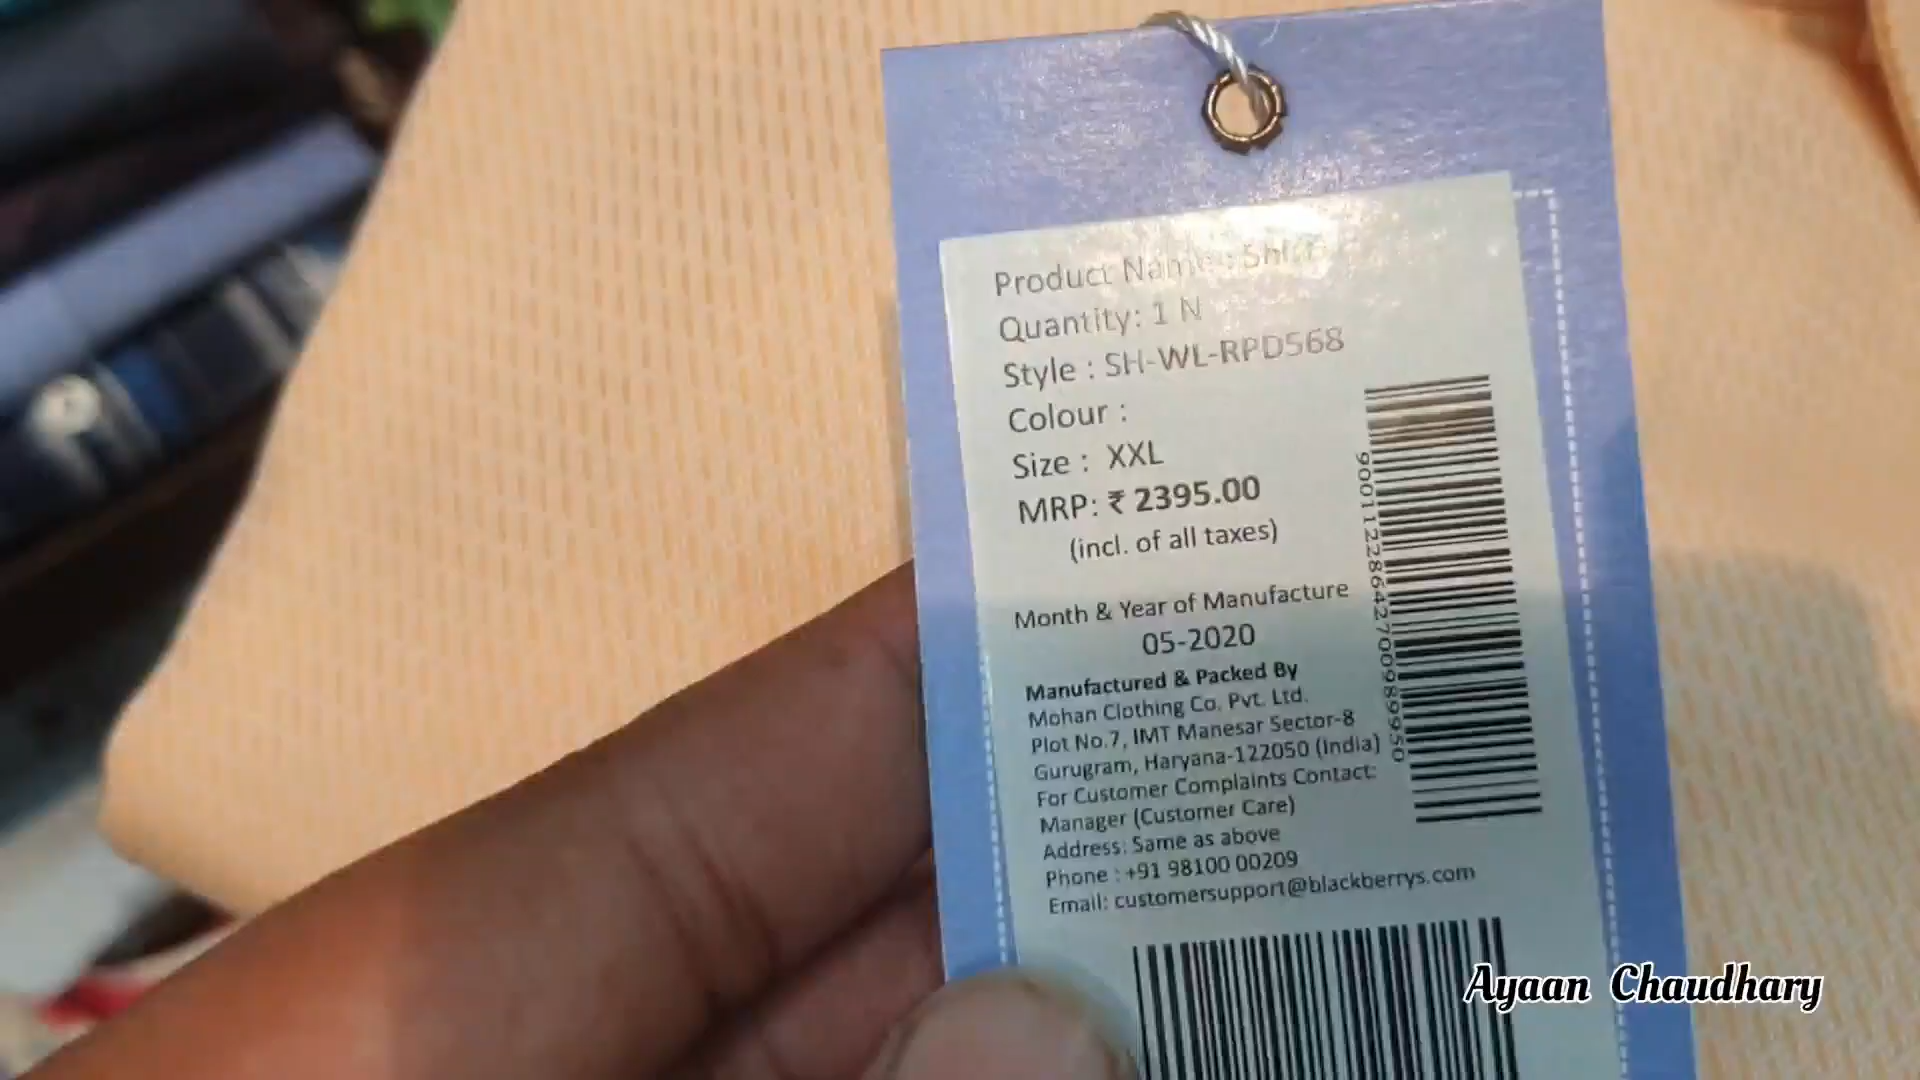 Product Name : Shirt
Quantity: 1 N
Style : SH-WL-RPD568
Colour :
Size : XXL
MRP: ₹ 2395.00
(incl. of all taxes)
Month & Year of Manufacture
05-2020
Manufactured & Packed By
Mohan Clothing Co. Pvt. Ltd.
Plot No.7, IMT Manesar Sector-8
Gurugram, Haryana-122050 (India)
For Customer Complaints Contact:
Manager (Customer Care)
Address: Same as above
Phone : +91 98100 00209
Email: customersupport@blackberrys.com
90011228642700989950
Ayaan Chaudhary